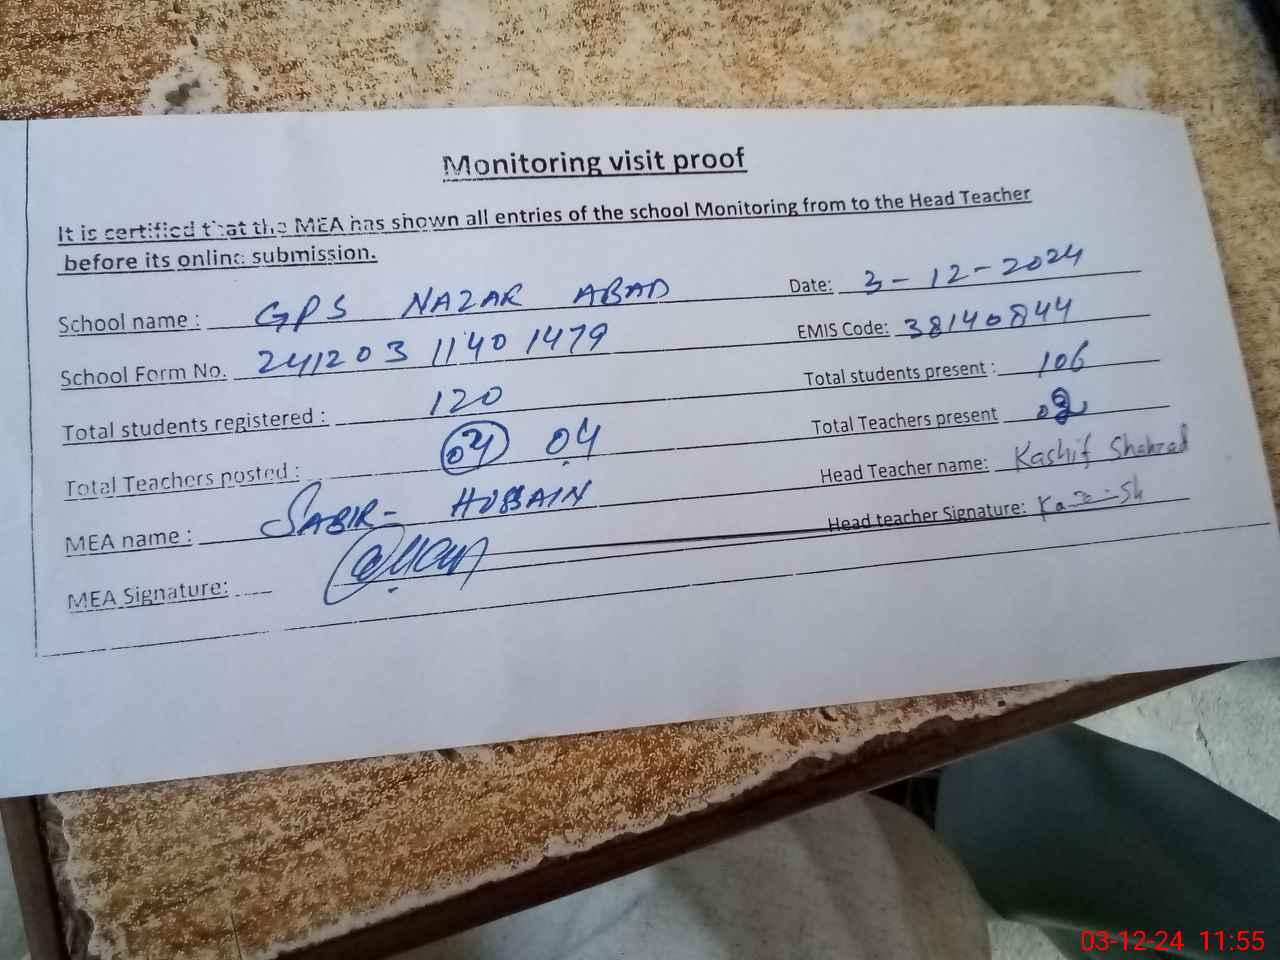 Monitoring visit proof
It is certified that the MEA has shown all entries of the school Monitoring from to the Head Teacher
before its online submission.
School name : GPS NAZAR ABAD Date: 3-12-2024
School Form No. 241203 1140 1479 EMIS Code: 38140844
Total students registered : 120 Total students present : 106
Total Teachers posted : 04 04 Total Teachers present
MEA name : SABIR- HUSSAIN Head Teacher name: Kashif Shahzad
MEA Signature: Head teacher Signature:
03-12-24 11:55